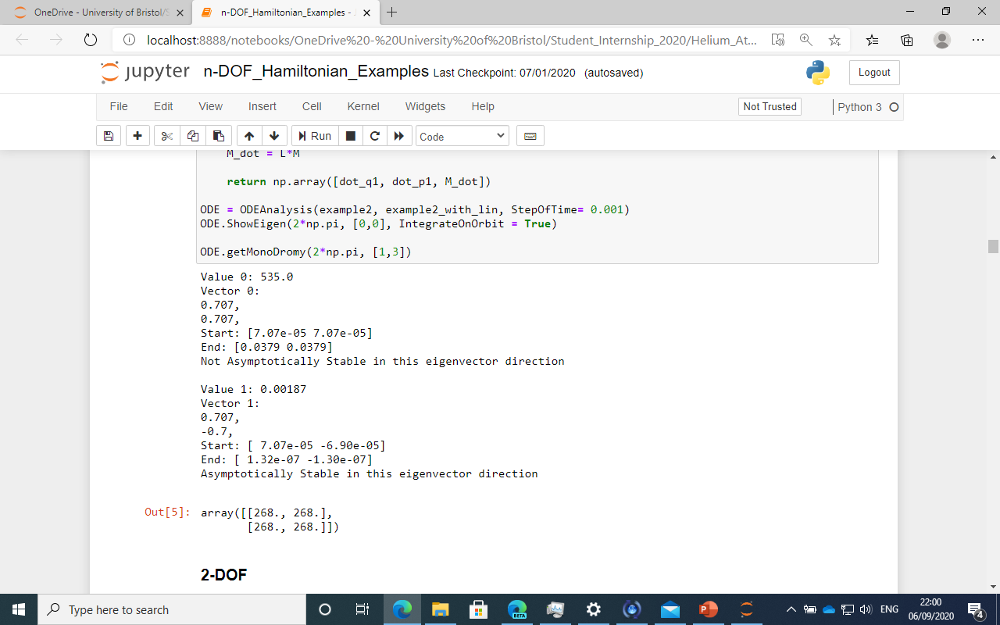 OneDrive - University of Bristol/S
n-DOF_Hamiltonian_Examples - J
localhost:8888/notebooks/OneDrive%20-%20University%20of%20Bristol/Student_Internship_2020/Helium_At...
jupyter n-DOF_Hamiltonian_Examples Last Checkpoint: 07/01/2020 (autosaved)
Logout
File Edit View Insert Cell Kernel Widgets Help
Not Trusted
Python 3
Run
Code
M_dot = L*M
return np.array([dot_q1, dot_p1, M_dot])
ODE = ODEAnalysis(example2, example2_with_lin, StepOfTime= 0.001)
ODE.ShowEigen(2*np.pi, [0,0], IntegrateOnOrbit = True)
ODE.getMonoDromy(2*np.pi, [1,3])
Value 0: 535.0
Vector 0:
0.707,
0.707,
Start: [7.07e-05 7.07e-05]
End: [0.0379 0.0379]
Not Asymptotically Stable in this eigenvector direction
Value 1: 0.00187
Vector 1:
0.707,
-0.7,
Start: [ 7.07e-05 -6.90e-05]
End: [ 1.32e-07 -1.30e-07]
Asymptotically Stable in this eigenvector direction
Out[5]: array([[268., 268.],
[268., 268.]])
2-DOF
Type here to search
BETA
P
ENG
22:00
06/09/2020
4